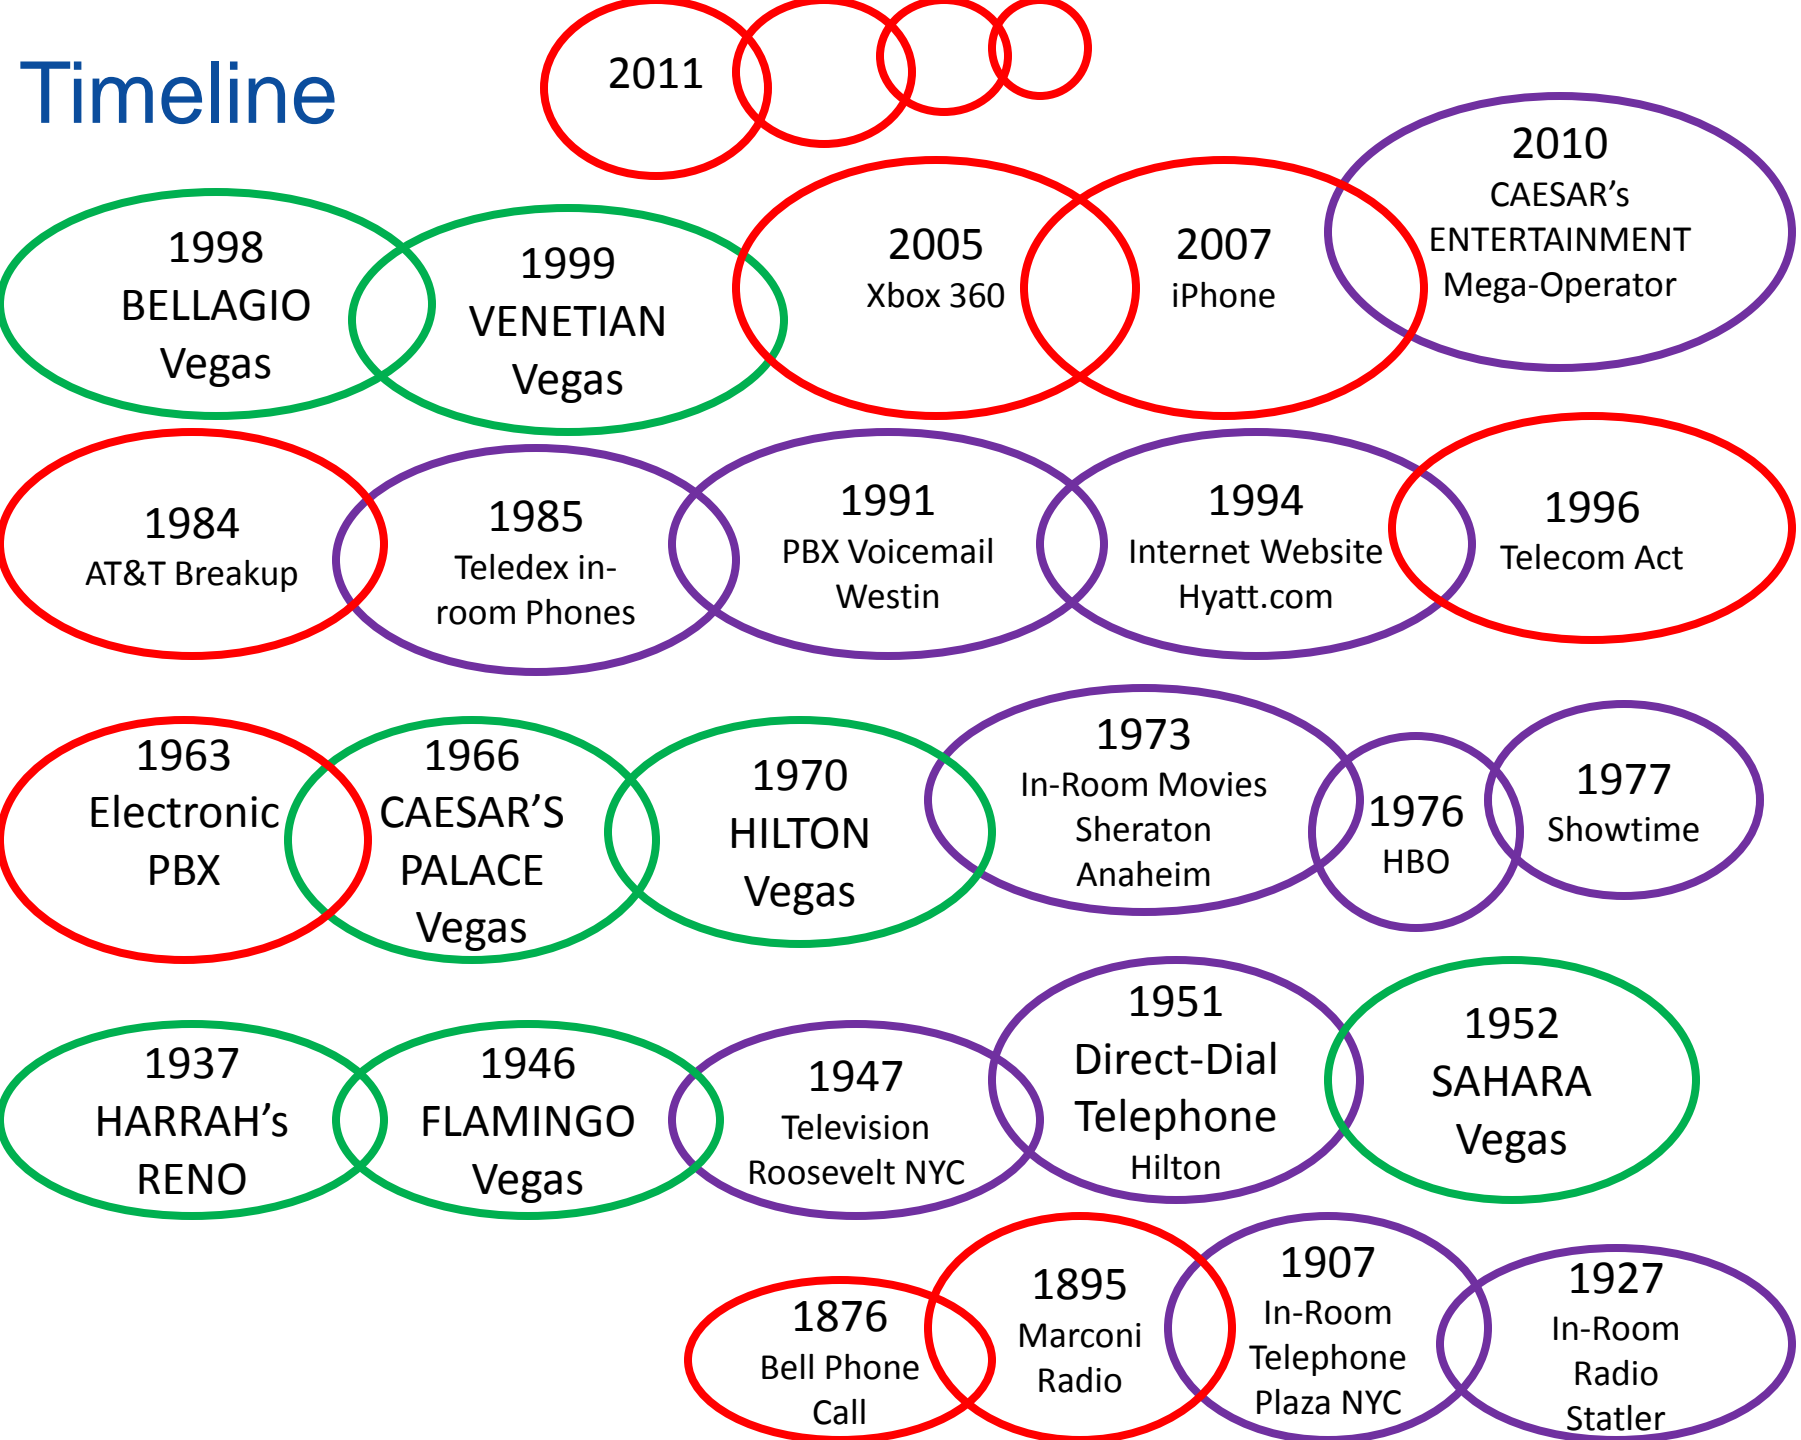 Timeline
2011
2010
CAESAR's
ENTERTAINMENT
Mega-Operator
1998
BELLAGIO
Vegas
1999
VENETIAN
Vegas
2005
Xbox 360
2007
iPhone
1984
AT&T Breakup
1985
Teledex in-
room Phones
1991
PBX Voicemail
Westin
1994
Internet Website
Hyatt.com
1996
Telecom Act
1963
Electronic
PBX
1966
CAESAR'S
PALACE
Vegas
1970
HILTON
Vegas
1973
In-Room Movies
Sheraton
Anaheim
1976
HBO
1977
Showtime
1937
HARRAH's
RENO
1946
FLAMINGO
Vegas
1947
Television
Roosevelt NYC
1951
Direct-Dial
Telephone
Hilton
1952
SAHARA
Vegas
1876
Bell Phone
Call
1895
Marconi
Radio
1907
In-Room
Telephone
Plaza NYC
1927
In-Room
Radio
Statler